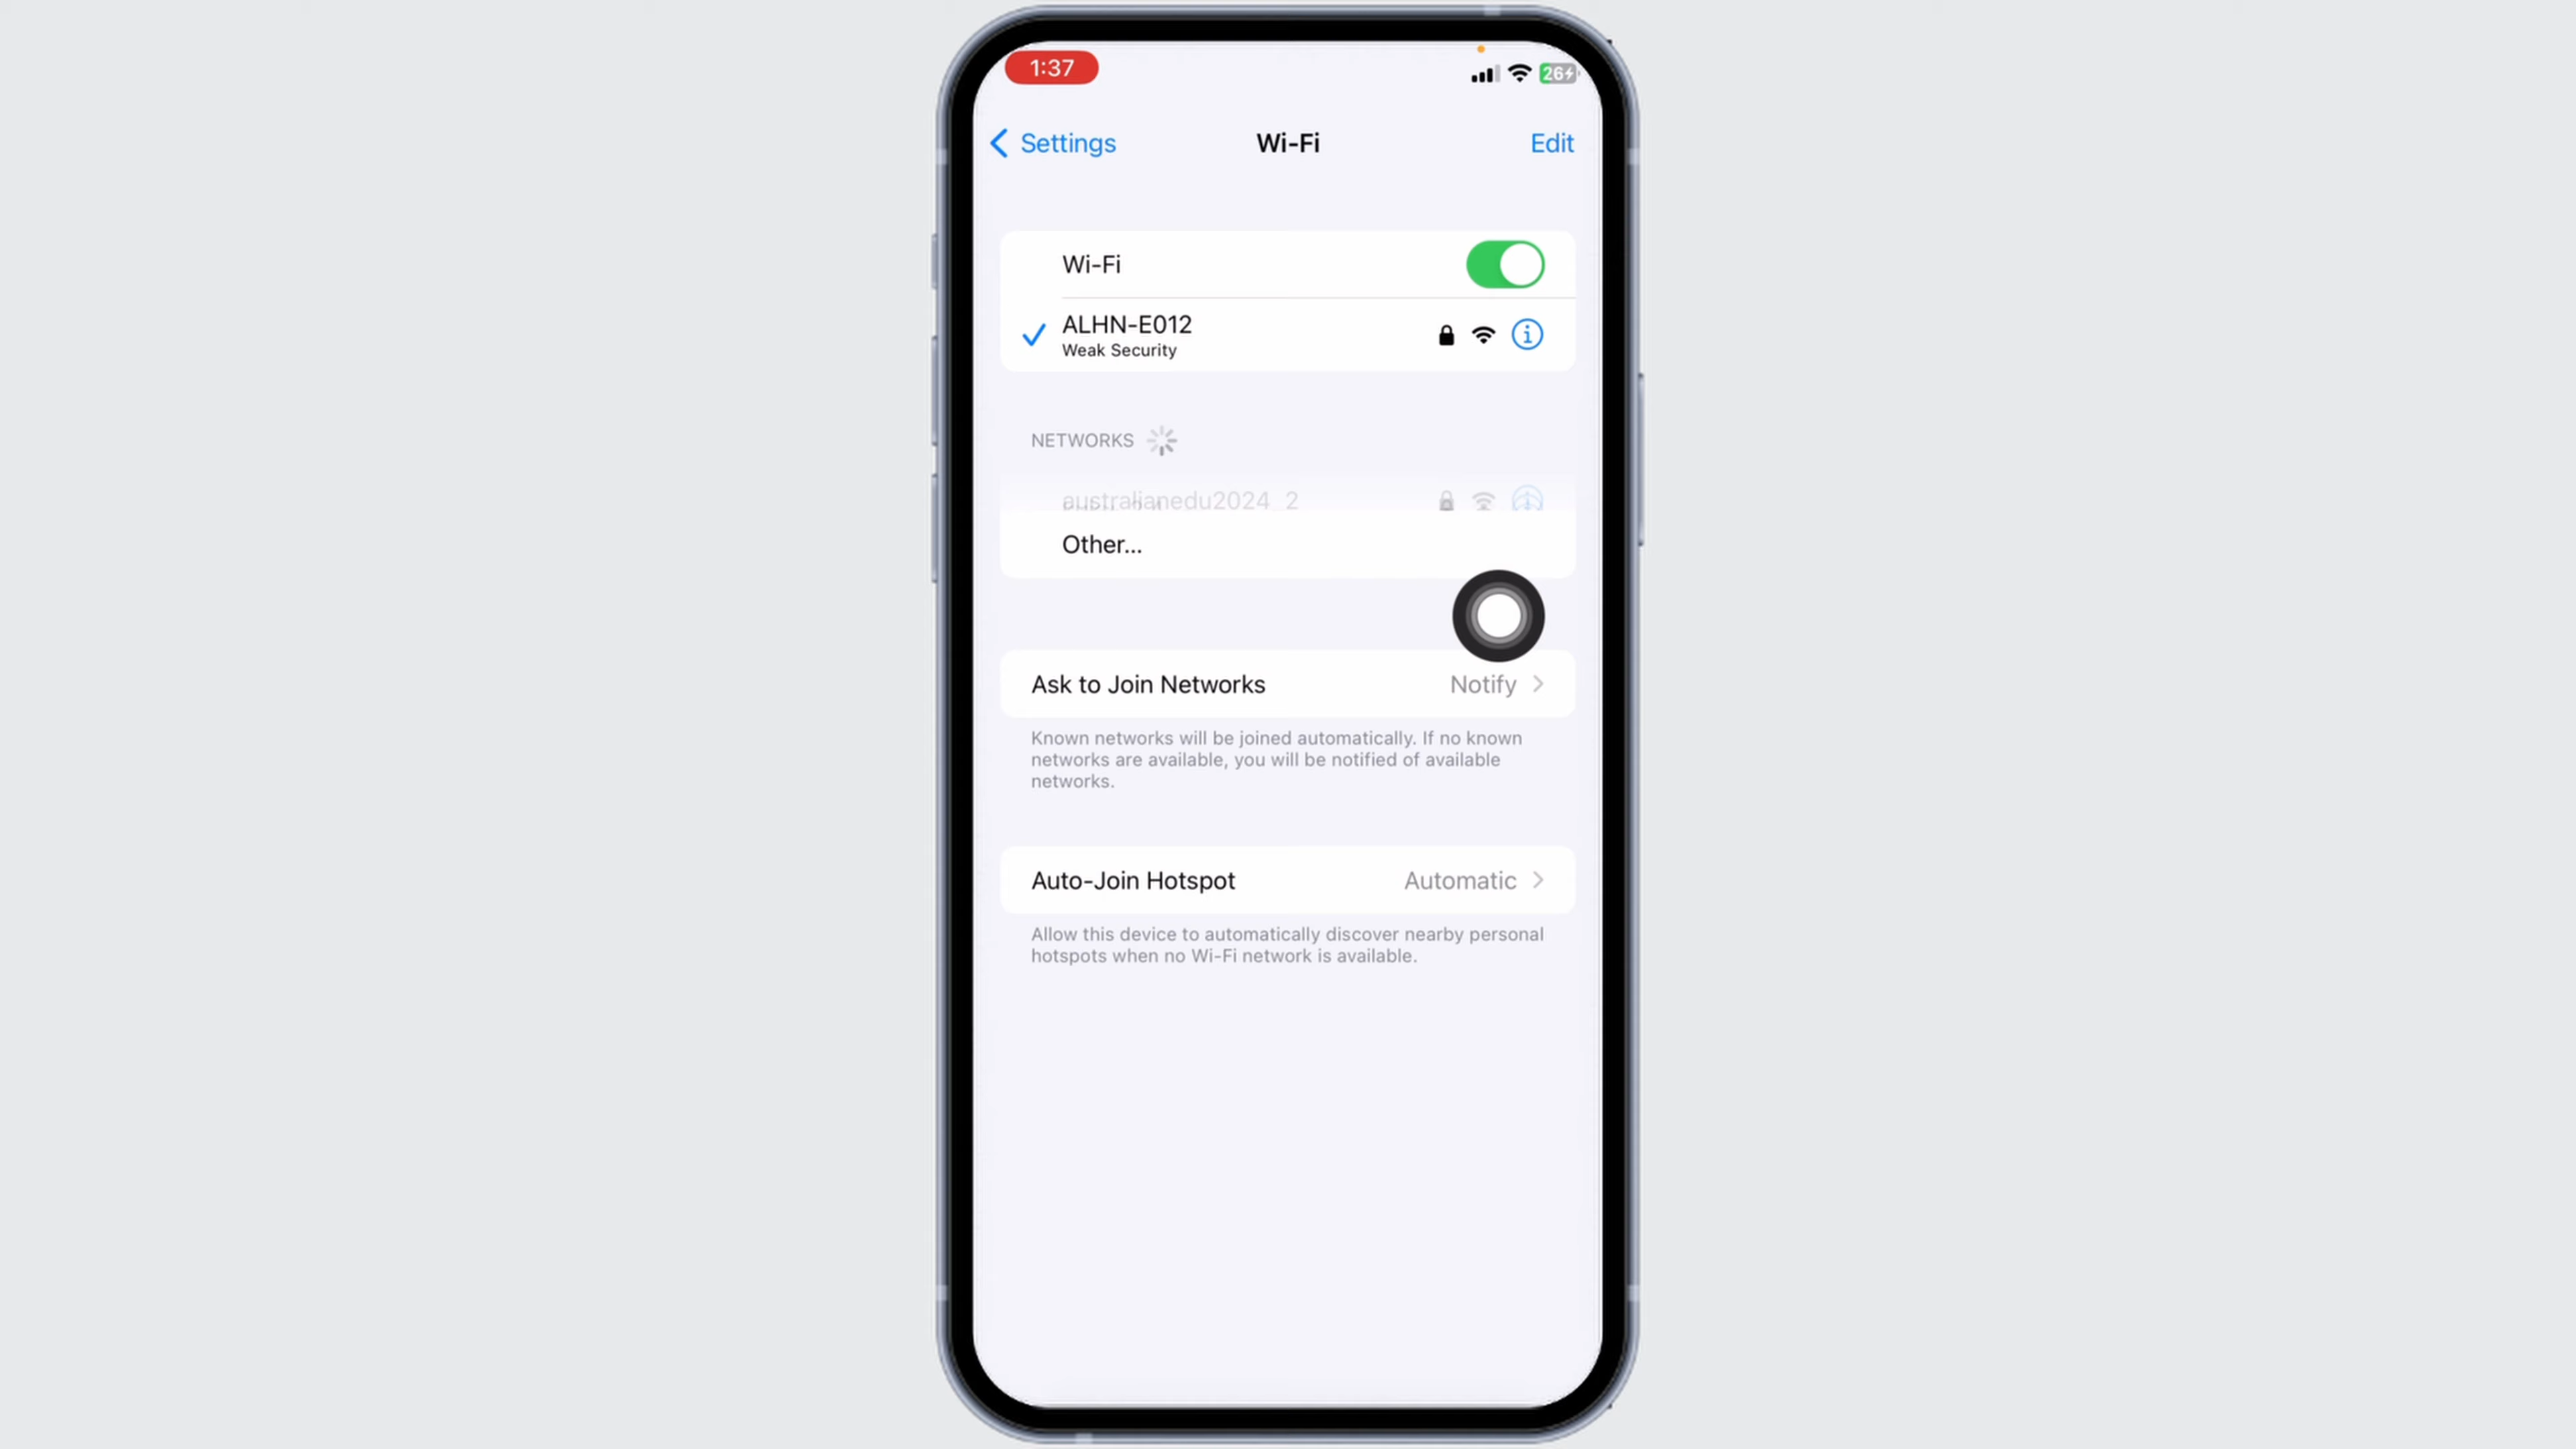 1:37
26
Settings
Wi-Fi
Edit
Wi-Fi
ALHN-E012
Weak Security
NETWORKS
australianedu2024_2
Other...
Ask to Join Networks
Notify
Known networks will be joined automatically. If no known
networks are available, you will be notified of available
networks.
Auto-Join Hotspot
Automatic
Allow this device to automatically discover nearby personal
hotspots when no Wi-Fi network is available.